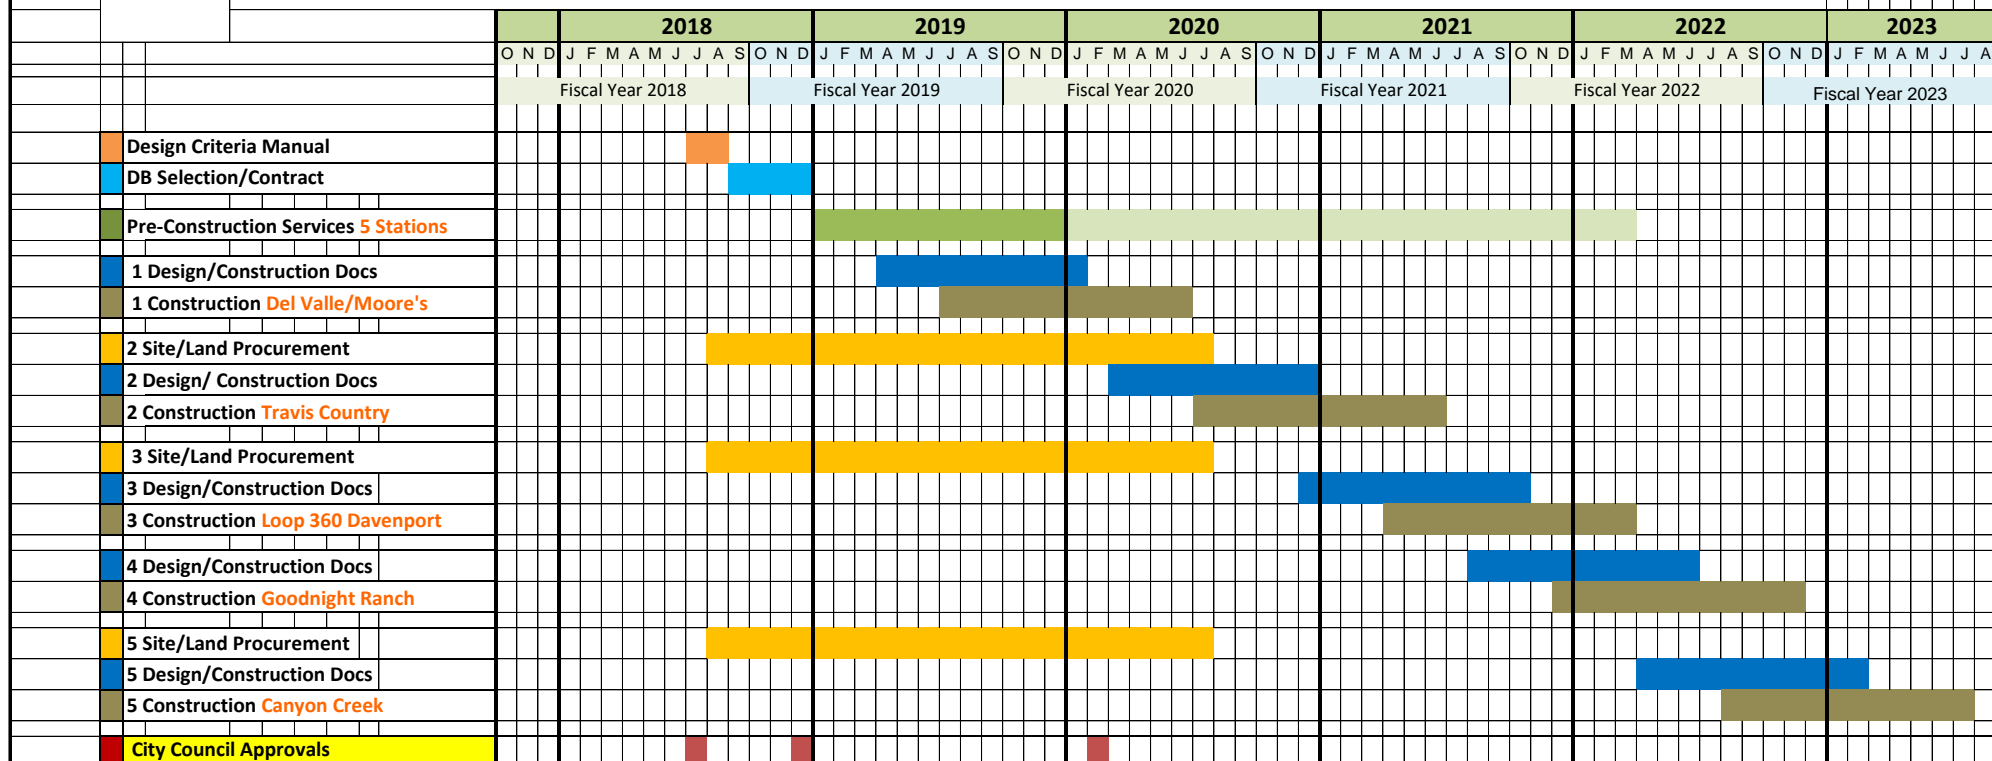 2018 2019 2020 2021 2022 2023
O N D J F M A M J J A S O N D J F M A M J J A S O N D J F M A M J J A S O N D J F M A M J J A S O N D J F M A M J J A S O N D J F M A M J J A
Fiscal Year 2018 Fiscal Year 2019 Fiscal Year 2020 Fiscal Year 2021 Fiscal Year 2022 Fiscal Year 2023
Design Criteria Manual
DB Selection/Contract
Pre-Construction Services 5 Stations
1 Design/Construction Docs
1 Construction Del Valle/Moore's
2 Site/Land Procurement
2 Design/ Construction Docs
2 Construction Travis Country
3 Site/Land Procurement
3 Design/Construction Docs
3 Construction Loop 360 Davenport
4 Design/Construction Docs
4 Construction Goodnight Ranch
5 Site/Land Procurement
5 Design/Construction Docs
5 Construction Canyon Creek
City Council Approvals